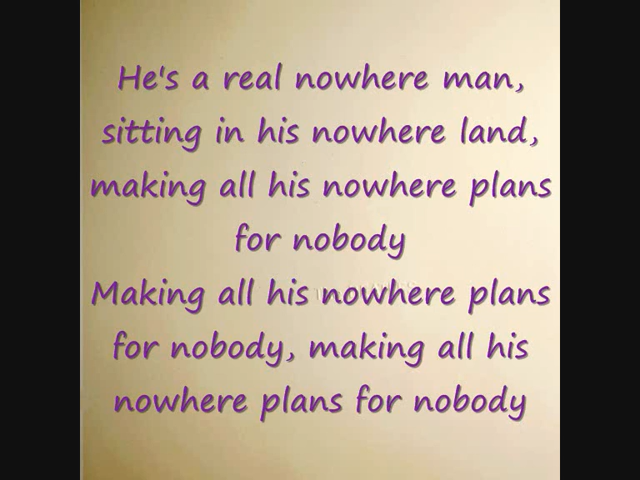 He's a real nowhere man,
sitting in his nowhere land,
making all his nowhere plans
for nobody
Making all his nowhere plans
for nobody, making all his
nowhere plans for nobody